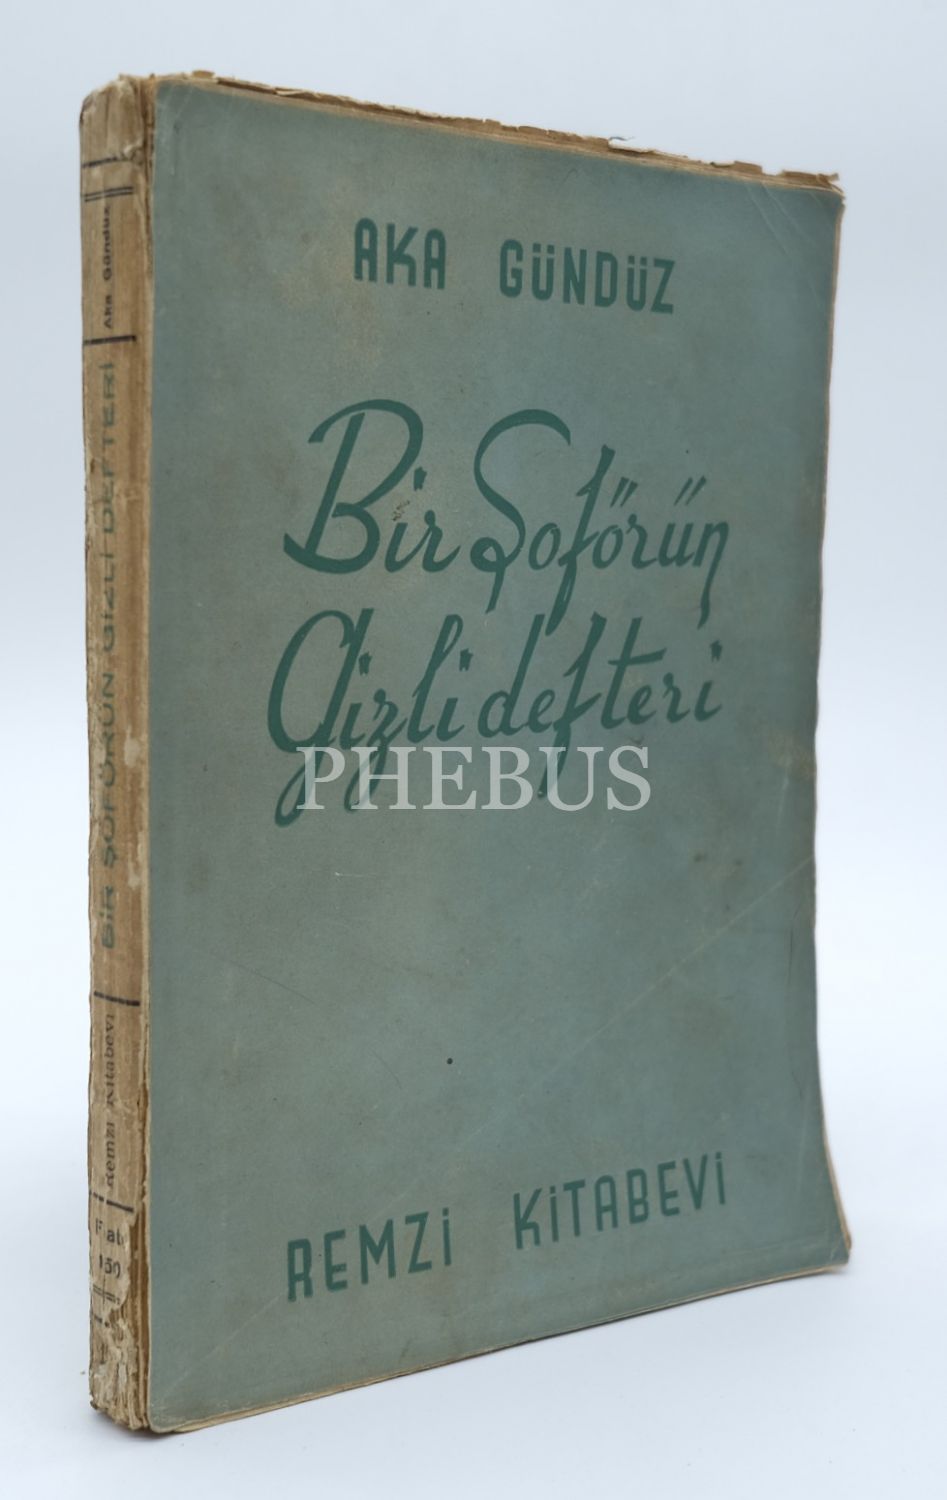 AKA GÜNDÜZ
Bir Şoförün
Gizli defteri
PHEBUS
REMZİ KİTABEVİ
Aka Gündüz
BİR ŞOFÖRÜN GİZLİ DEFTERİ
Remzi Kitabevi
150